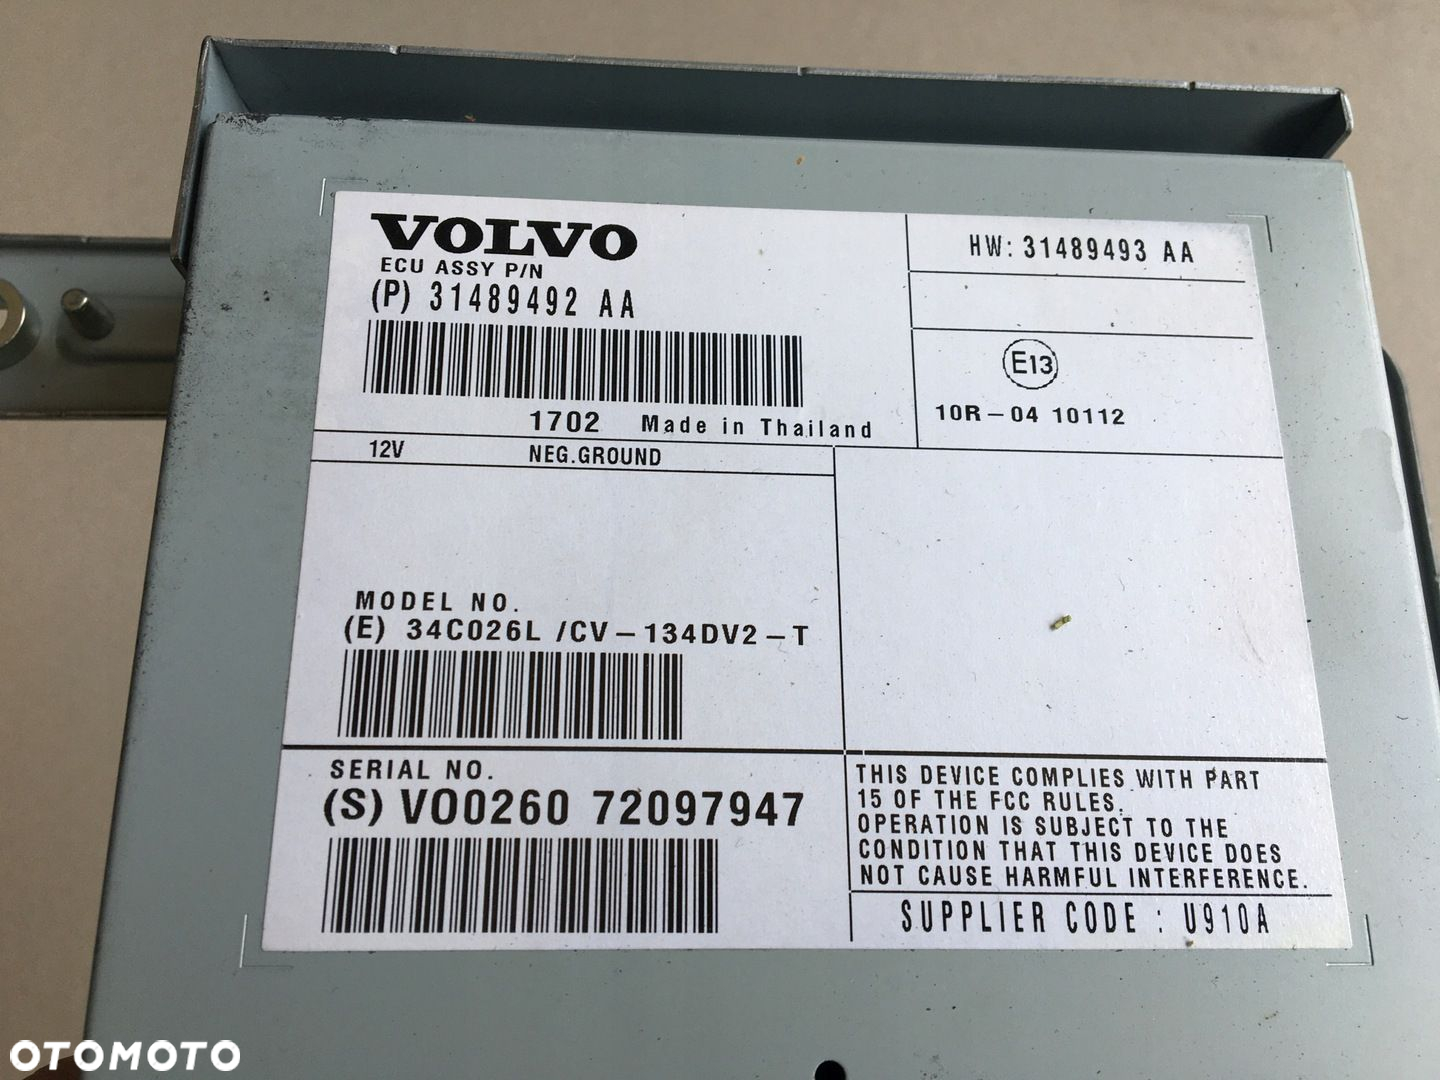 VOLVO
ECU ASSY P/N
(P) 31489492 AA
1702 Made in Thailand
HW: 31489493 AA
E13
10R-04 10112
12V NEG.GROUND
MODEL NO.
(E) 34C026L /CV-134DV2-T
SERIAL NO.
(S) VO0260 72097947
THIS DEVICE COMPLIES WITH PART
15 OF THE FCC RULES.
OPERATION IS SUBJECT TO THE
CONDITION THAT THIS DEVICE DOES
NOT CAUSE HARMFUL INTERFERENCE.
SUPPLIER CODE : U910A
OTOMOTO